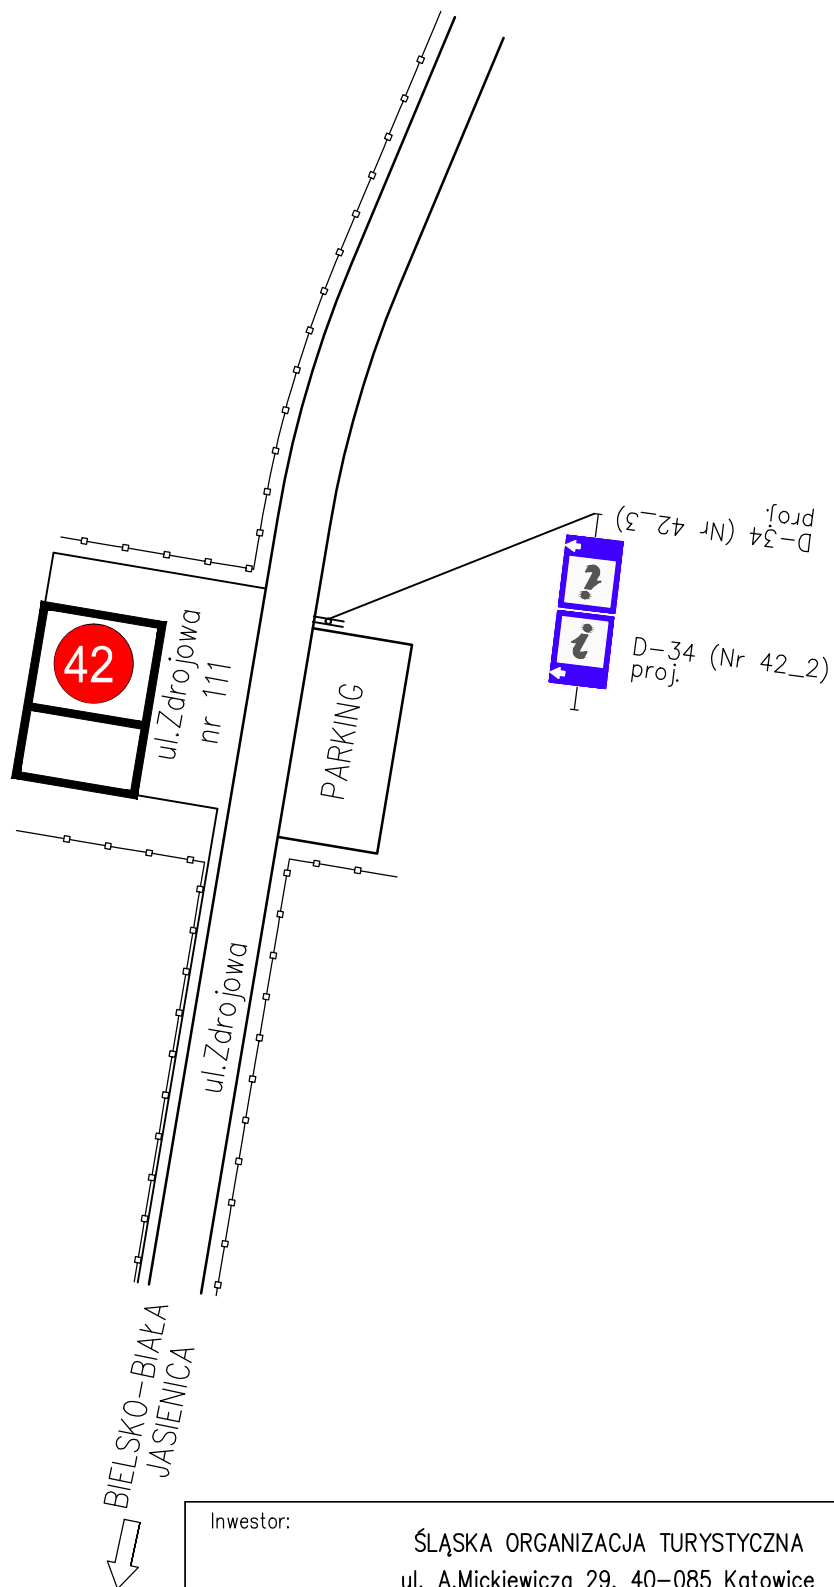 D-34 (Nr 42_3)
proj.
i
i
D-34 (Nr 42_2)
proj.
42
ul.Zdrojowa
nr 111
PARKING
ul.Zdrojowa
BIELSKO-BIAŁA
JASIENICA
Inwestor:
ŚLĄSKA ORGANIZACJA TURYSTYCZNA
ul. A.Mickiewicza 29, 40-085 Katowice